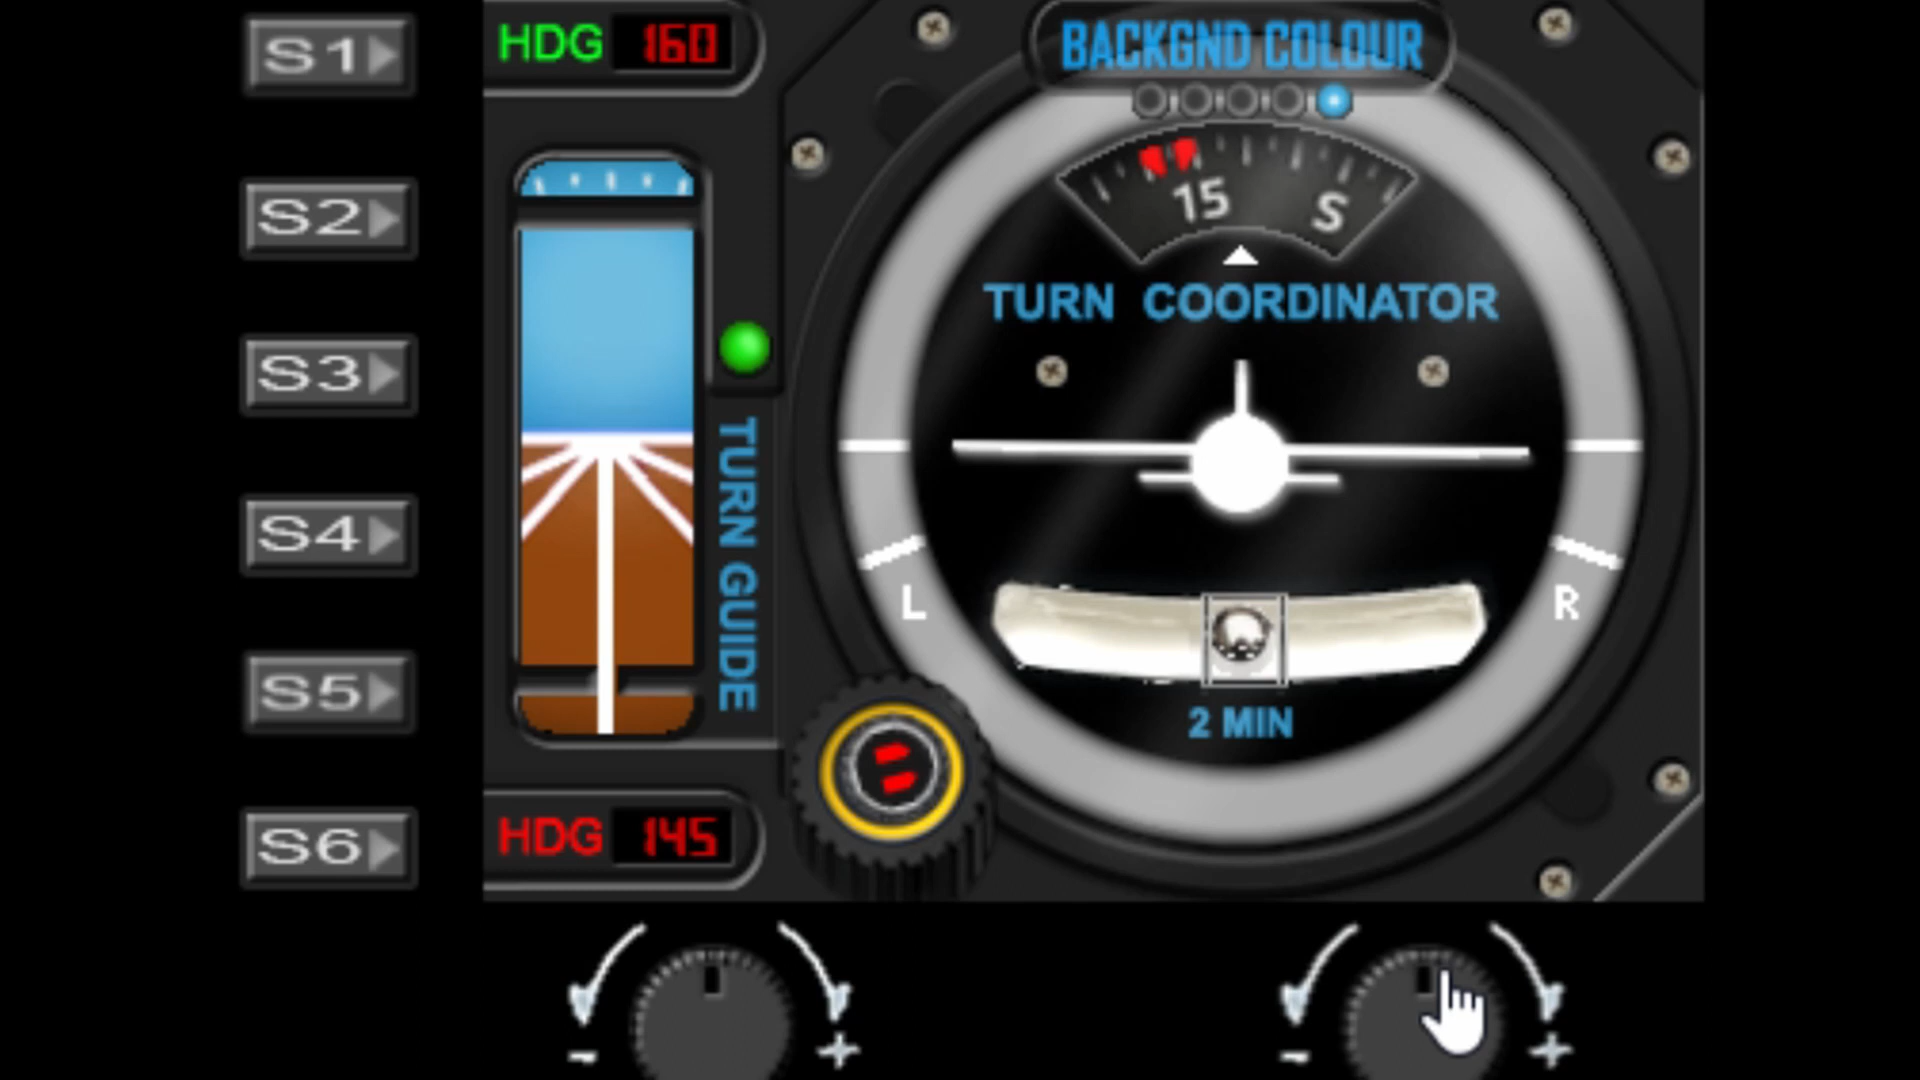 S1
HDG 160
BACKGND COLOUR
S2
15 S
TURN COORDINATOR
S3
TURN GUIDE
S4
L R
S5
2 MIN
S6
HDG 145
- +
- +